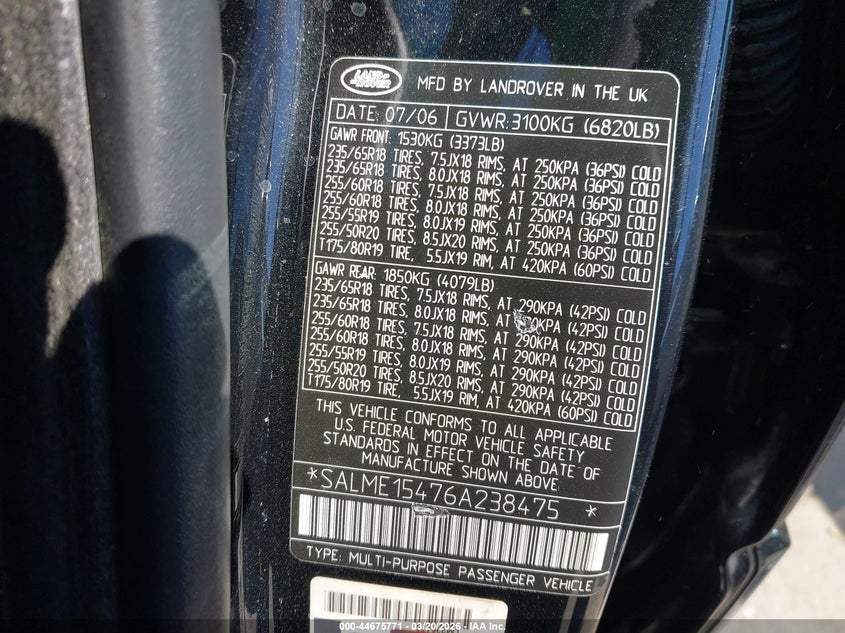 LAND ROVER
MFD BY LANDROVER IN THE UK
DATE: 07/06 GVWR: 3100KG (6820LB)
GAWR FRONT: 1530KG (3373LB)
235/65R18 TIRES, 7.5JX18 RIMS, AT 250KPA (36PSI) COLD
235/65R18 TIRES, 8.0JX18 RIMS, AT 250KPA (36PSI) COLD
255/60R18 TIRES, 7.5JX18 RIMS, AT 250KPA (36PSI) COLD
255/60R18 TIRES, 8.0JX18 RIMS, AT 250KPA (36PSI) COLD
255/55R19 TIRES, 8.0JX19 RIMS, AT 250KPA (36PSI) COLD
255/50R20 TIRES, 8.5JX20 RIMS, AT 250KPA (36PSI) COLD
T175/80R19 TIRE, 5.5JX19 RIM, AT 420KPA (60PSI) COLD
GAWR REAR: 1850KG (4079LB)
235/65R18 TIRES, 7.5JX18 RIMS, AT 290KPA (42PSI) COLD
235/65R18 TIRES, 8.0JX18 RIMS, AT (42PSI) COLD
255/60R18 TIRES, 7.5JX18 RIMS, AT 290KPA (42PSI) COLD
255/60R18 TIRES, 8.0JX19 RIMS, AT 290KPA (42PSI) COLD
255/55R19 TIRES, 8.0JX19 RIMS, AT 290KPA (42PSI) COLD
255/50R20 TIRES, 8.5JX20 RIMS, AT 290KPA (42PSI) COLD
T175/80R19 TIRE, 5.5JX19 RIM, AT 420KPA (60PSI) COLD
THIS VEHICLE CONFORMS TO ALL APPLICABLE
U.S. FEDERAL MOTOR VEHICLE SAFETY
STANDARDS IN EFFECT ON THE DATE OF
MANUFACTURE SHOWN ABOVE.
*SALME15476A238475 *
TYPE: MULTI-PURPOSE PASSENGER VEHICLE
000-44675771 - 03/20/2026 - IAA Inc.